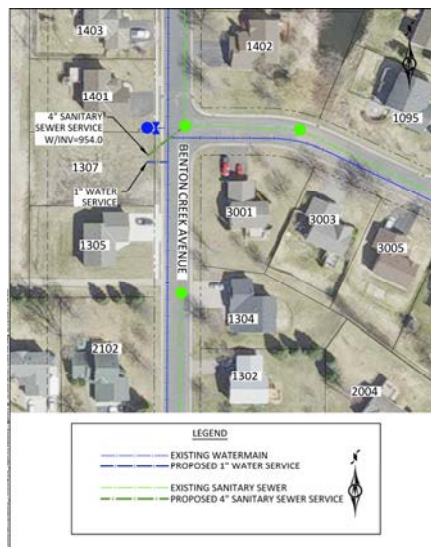 1403
1402
1401
1095
4" SANITARY
SEWER SERVICE
W/INV=954.0
1307
1" WATER
SERVICE
BENTON CREEK AVENUE
3001
3003
3005
1305
1304
2102
1302
2004
LEGEND
EXISTING WATERMAIN
PROPOSED 1" WATER SERVICE
EXISTING SANITARY SEWER
PROPOSED 4" SANITARY SEWER SERVICE